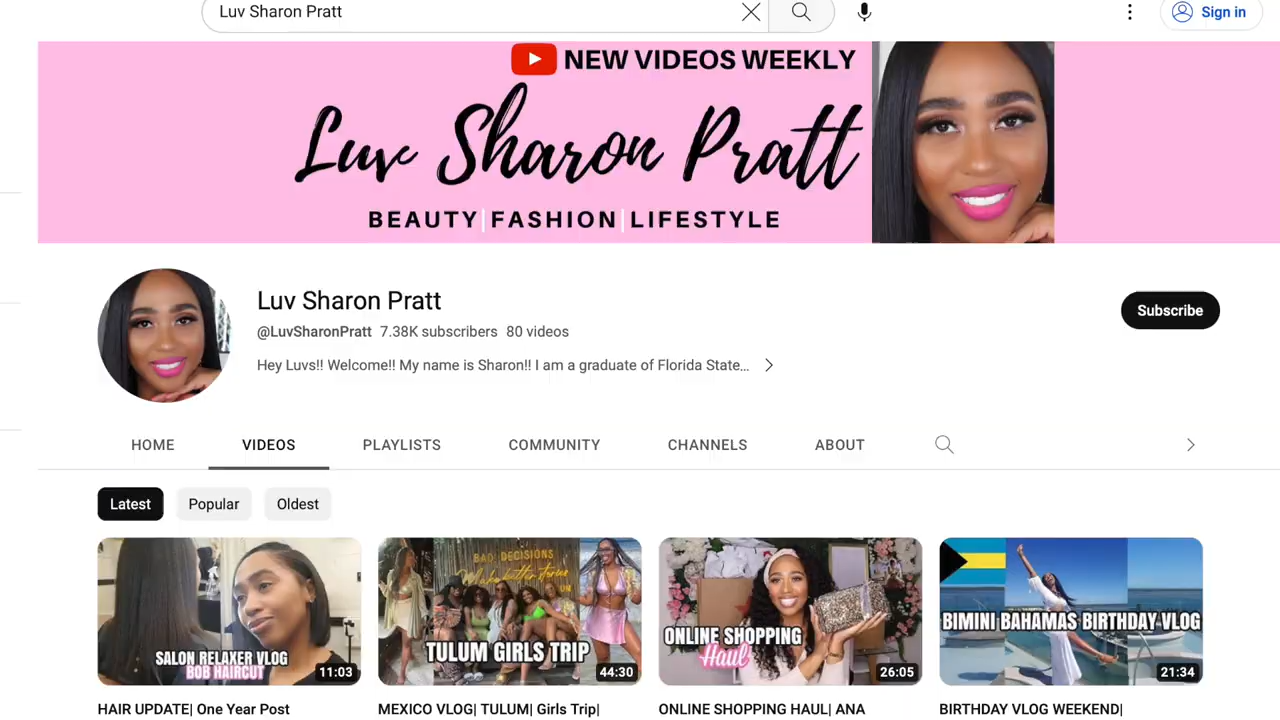 Luv Sharon Pratt
Sign in
NEW VIDEOS WEEKLY
Luv Sharon Pratt
BEAUTY|FASHION|LIFESTYLE
Luv Sharon Pratt
@LuvSharonPratt 7.38K subscribers 80 videos
Hey Luvs!! Welcome!! My name is Sharon!! I am a graduate of Florida State...
Subscribe
HOME VIDEOS PLAYLISTS COMMUNITY CHANNELS ABOUT
Latest Popular Oldest
SALON RELAXER VLOG
BOB HAIRCUT
11:03
BAD DECISIONS
Make better stories
TULUM GIRLS TRIP
44:30
ONLINE SHOPPING
Haul
26:05
BIMINI BAHAMAS BIRTHDAY VLOG
21:34
HAIR UPDATE| One Year Post
MEXICO VLOG| TULUM| Girls Trip|
ONLINE SHOPPING HAUL| ANA
BIRTHDAY VLOG WEEKEND|